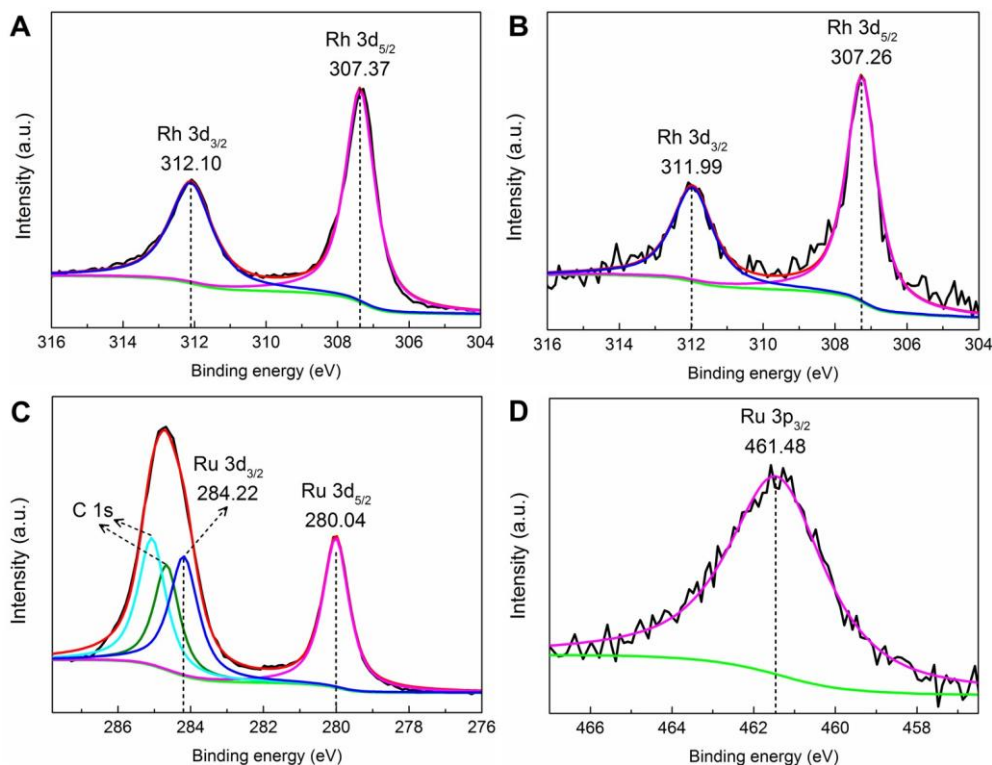 A
Rh 3d5/2
307.37
Rh 3d3/2
312.10
Intensity (a.u.)
316 314 312 310 308 306 304
Binding energy (eV)
B
Rh 3d5/2
307.26
Rh 3d3/2
311.99
Intensity (a.u.)
316 314 312 310 308 306 304
Binding energy (eV)
C
Ru 3d3/2
284.22
Ru 3d5/2
280.04
C 1s
Intensity (a.u.)
286 284 282 280 278 276
Binding energy (eV)
D
Ru 3p3/2
461.48
Intensity (a.u.)
466 464 462 460 458
Binding energy (eV)